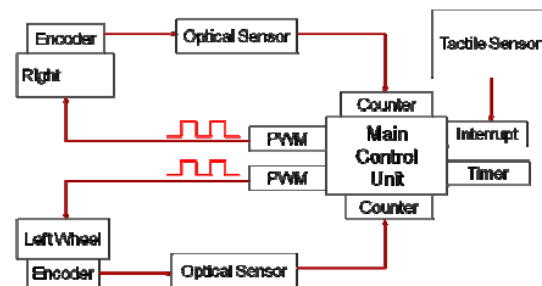 Encoder
Optical Sensor
Tactile Sensor
Right
Counter
PWM
Main
Control
Unit
Interrupt
PWM
Timer
Counter
Left Wheel
Encoder
Optical Sensor